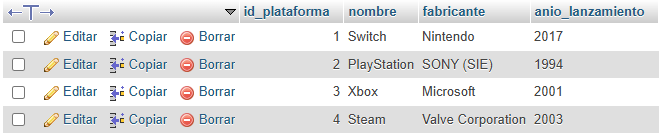 id_plataforma nombre fabricante anio_lanzamiento
Editar Copiar Borrar 1 Switch Nintendo 2017
Editar Copiar Borrar 2 PlayStation SONY (SIE) 1994
Editar Copiar Borrar 3 Xbox Microsoft 2001
Editar Copiar Borrar 4 Steam Valve Corporation 2003